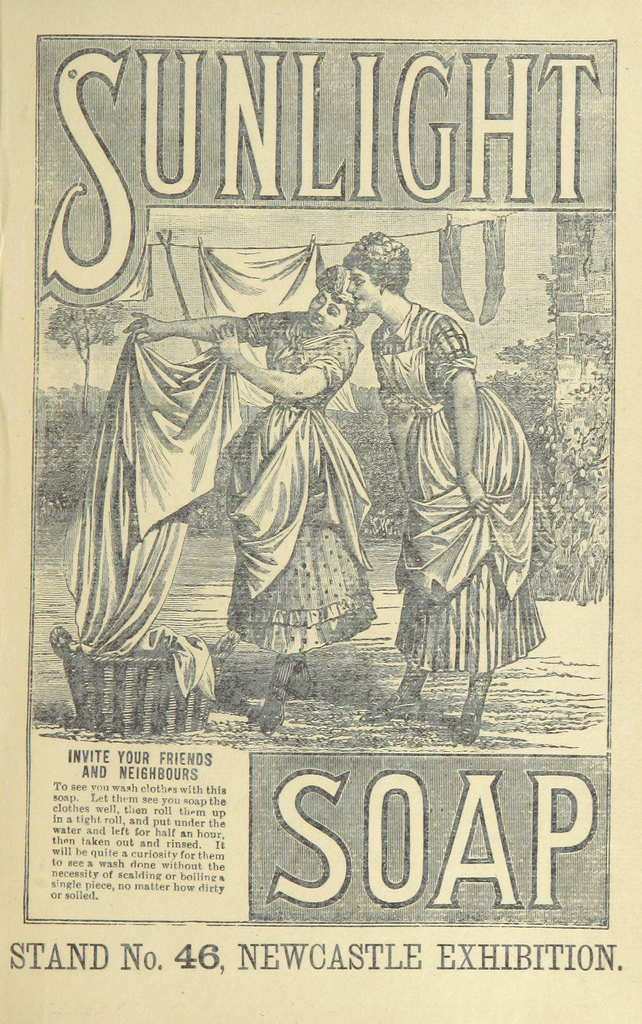 SUNLIGHT
INVITE YOUR FRIENDS
AND NEIGHBOURS
To see you wash clothes with this
soap. Let them see you soap the
clothes well, then roll them up
in a tight roll, and put under the
water and left for half an hour,
then taken out and rinsed. It
will be quite a curiosity for them
to see a wash done without the
necessity of scalding or boiling a
single piece, no matter how dirty
or soiled.
SOAP
STAND No. 46, NEWCASTLE EXHIBITION.